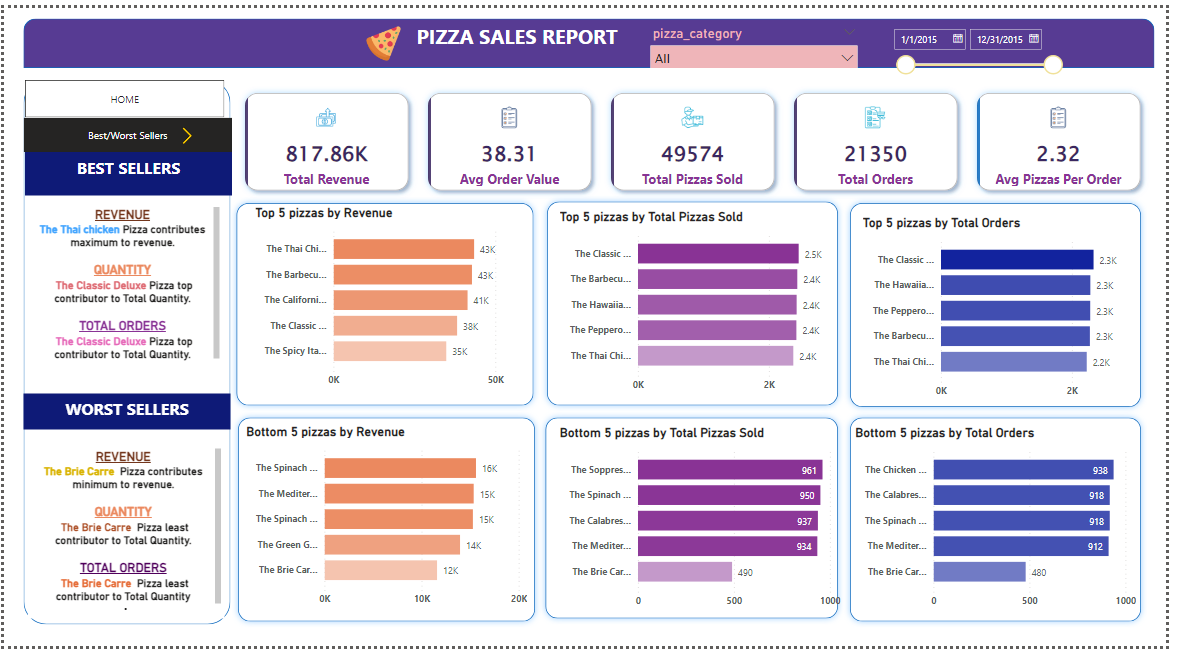 PIZZA SALES REPORT
pizza_category
All
1/1/2015
12/31/2015
HOME
Best/Worst Sellers
BEST SELLERS
REVENUE
The Thai chicken Pizza contributes
maximum to revenue.
QUANTITY
The Classic Deluxe Pizza top
contributor to Total Quantity.
TOTAL ORDERS
The Classic Deluxe Pizza top
contributor to Total Quantity.
WORST SELLERS
REVENUE
The Brie Carre Pizza contributes
minimum to revenue.
QUANTITY
The Brie Carre Pizza least
contributor to Total Quantity.
TOTAL ORDERS
The Brie Carre Pizza least
contributor to Total Quantity
.
817.86K
Total Revenue
38.31
Avg Order Value
49574
Total Pizzas Sold
21350
Total Orders
2.32
Avg Pizzas Per Order
Top 5 pizzas by Revenue
The Thai Chi... 43K
The Barbecu... 43K
The Californi... 41K
The Classic ... 38K
The Spicy Ita... 35K
0K 50K
Top 5 pizzas by Total Pizzas Sold
The Classic ... 2.5K
The Barbecu... 2.4K
The Hawaiia... 2.4K
The Peppero... 2.4K
The Thai Chi... 2.4K
0K 2K
Top 5 pizzas by Total Orders
The Classic ... 2.3K
The Hawaiia... 2.3K
The Peppero... 2.3K
The Barbecu... 2.3K
The Thai Chi... 2.2K
0K 2K
Bottom 5 pizzas by Revenue
The Spinach ... 16K
The Mediter... 15K
The Spinach ... 15K
The Green G... 14K
The Brie Car... 12K
0K 10K 20K
Bottom 5 pizzas by Total Pizzas Sold
The Soppres... 961
The Spinach ... 950
The Calabres... 937
The Mediter... 934
The Brie Car... 490
0 500 1000
Bottom 5 pizzas by Total Orders
The Chicken ... 938
The Calabres... 918
The Spinach ... 918
The Mediter... 912
The Brie Car... 480
0 500 1000